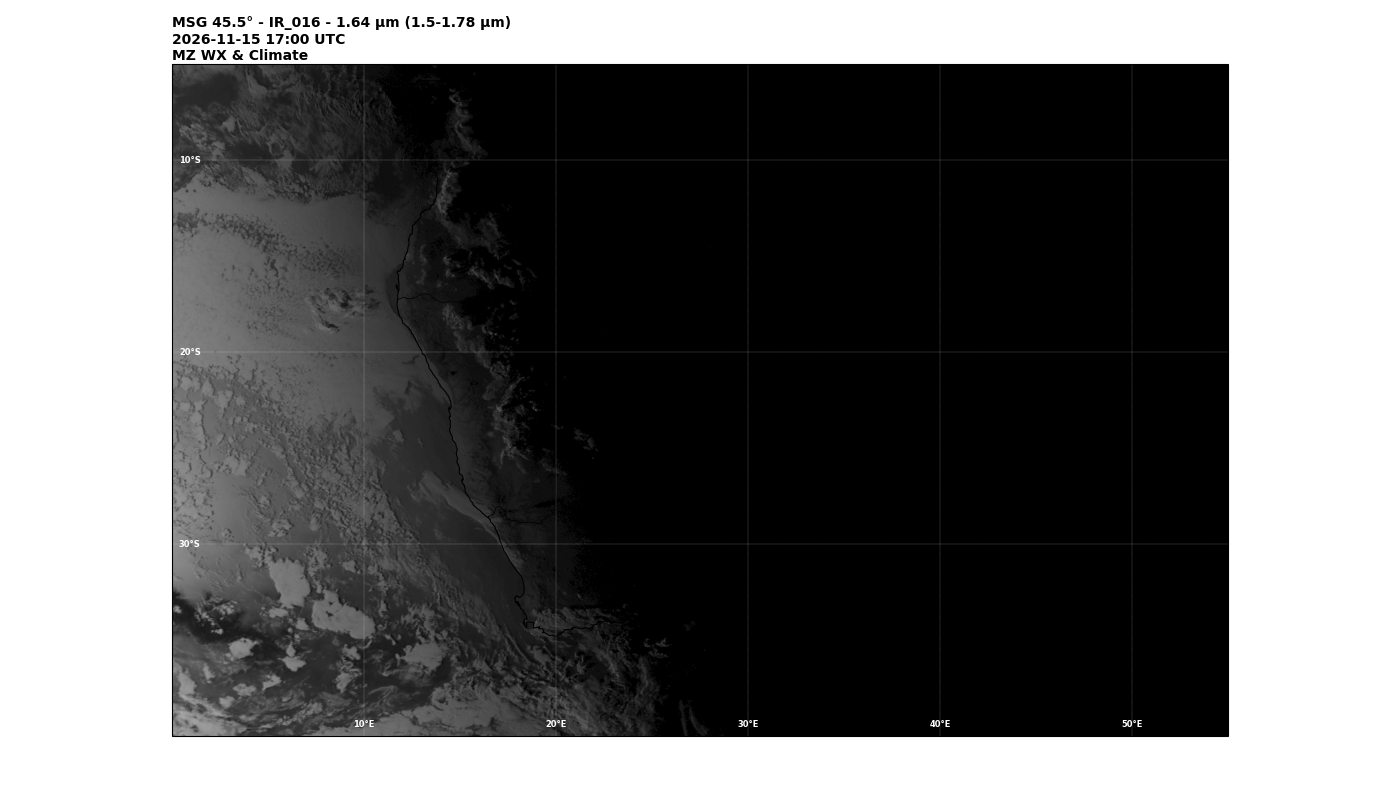 MSG 45.5° - IR_016 - 1.64 µm (1.5-1.78 µm)
2026-11-15 17:00 UTC
MZ WX & Climate
10°S
20°S
30°S
10°E 20°E 30°E 40°E 50°E